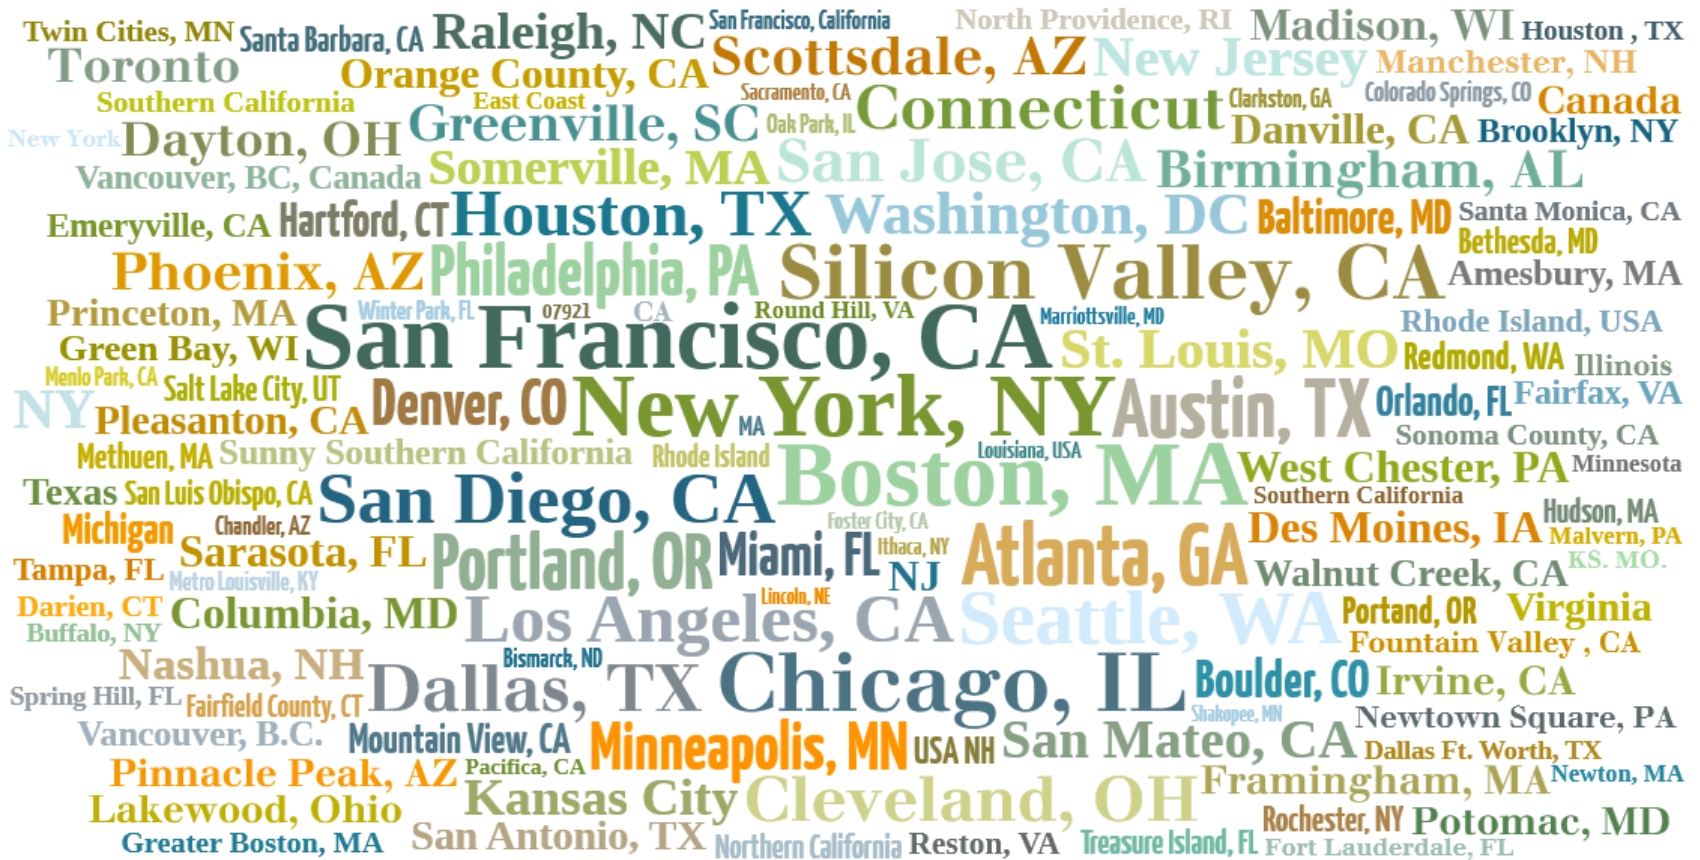 Twin Cities, MN
Santa Barbara, CA
Raleigh, NC
San Francisco, California
North Providence, RI
Madison, WI
Houston , TX
Toronto
Orange County, CA
Scottsdale, AZ
New Jersey
Manchester, NH
Southern California
East Coast
Sacramento, CA
Connecticut
Clarkston, GA
Colorado Springs, CO
Canada
New York
Dayton, OH
Greenville, SC
Oak Park, IL
Danville, CA
Brooklyn, NY
Vancouver, BC, Canada
Somerville, MA
San Jose, CA
Birmingham, AL
Emeryville, CA
Hartford, CT
Houston, TX
Washington, DC
Baltimore, MD
Santa Monica, CA
Bethesda, MD
Phoenix, AZ
Philadelphia, PA
Silicon Valley, CA
Amesbury, MA
Princeton, MA
Winter Park, FL
07921
CA
Round Hill, VA
Marriottsville, MD
Rhode Island, USA
Green Bay, WI
San Francisco, CA
St. Louis, MO
Redmond, WA
Illinois
Menlo Park, CA
Salt Lake City, UT
NY
Pleasanton, CA
Denver, CO
New York, NY
MA
Austin, TX
Orlando, FL
Fairfax, VA
Sonoma County, CA
Methuen, MA
Sunny Southern California
Rhode Island
Boston, MA
Louisiana, USA
West Chester, PA
Minnesota
Texas
San Luis Obispo, CA
San Diego, CA
Southern California
Michigan
Chandler, AZ
Foster City, CA
Des Moines, IA
Hudson, MA
Malvern, PA
Tampa, FL
Sarasota, FL
Portland, OR
Miami, FL
Ithaca, NY
Atlanta, GA
KS. MO.
Metro Louisville, KY
NJ
Walnut Creek, CA
Darien, CT
Columbia, MD
Los Angeles, CA
Lincoln, NE
Seattle, WA
Portand, OR
Virginia
Buffalo, NY
Fountain Valley , CA
Nashua, NH
Bismarck, ND
Dallas, TX
Chicago, IL
Boulder, CO
Irvine, CA
Spring Hill, FL
Fairfield County, CT
Shakopee, MN
Newtown Square, PA
Vancouver, B.C.
Mountain View, CA
Minneapolis, MN
USA NH
San Mateo, CA
Dallas Ft. Worth, TX
Pinnacle Peak, AZ
Pacifica, CA
Kansas City
Cleveland, OH
Framingham, MA
Newton, MA
Lakewood, Ohio
Rochester, NY
Potomac, MD
Greater Boston, MA
San Antonio, TX
Northern California
Reston, VA
Treasure Island, FL
Fort Lauderdale, FL